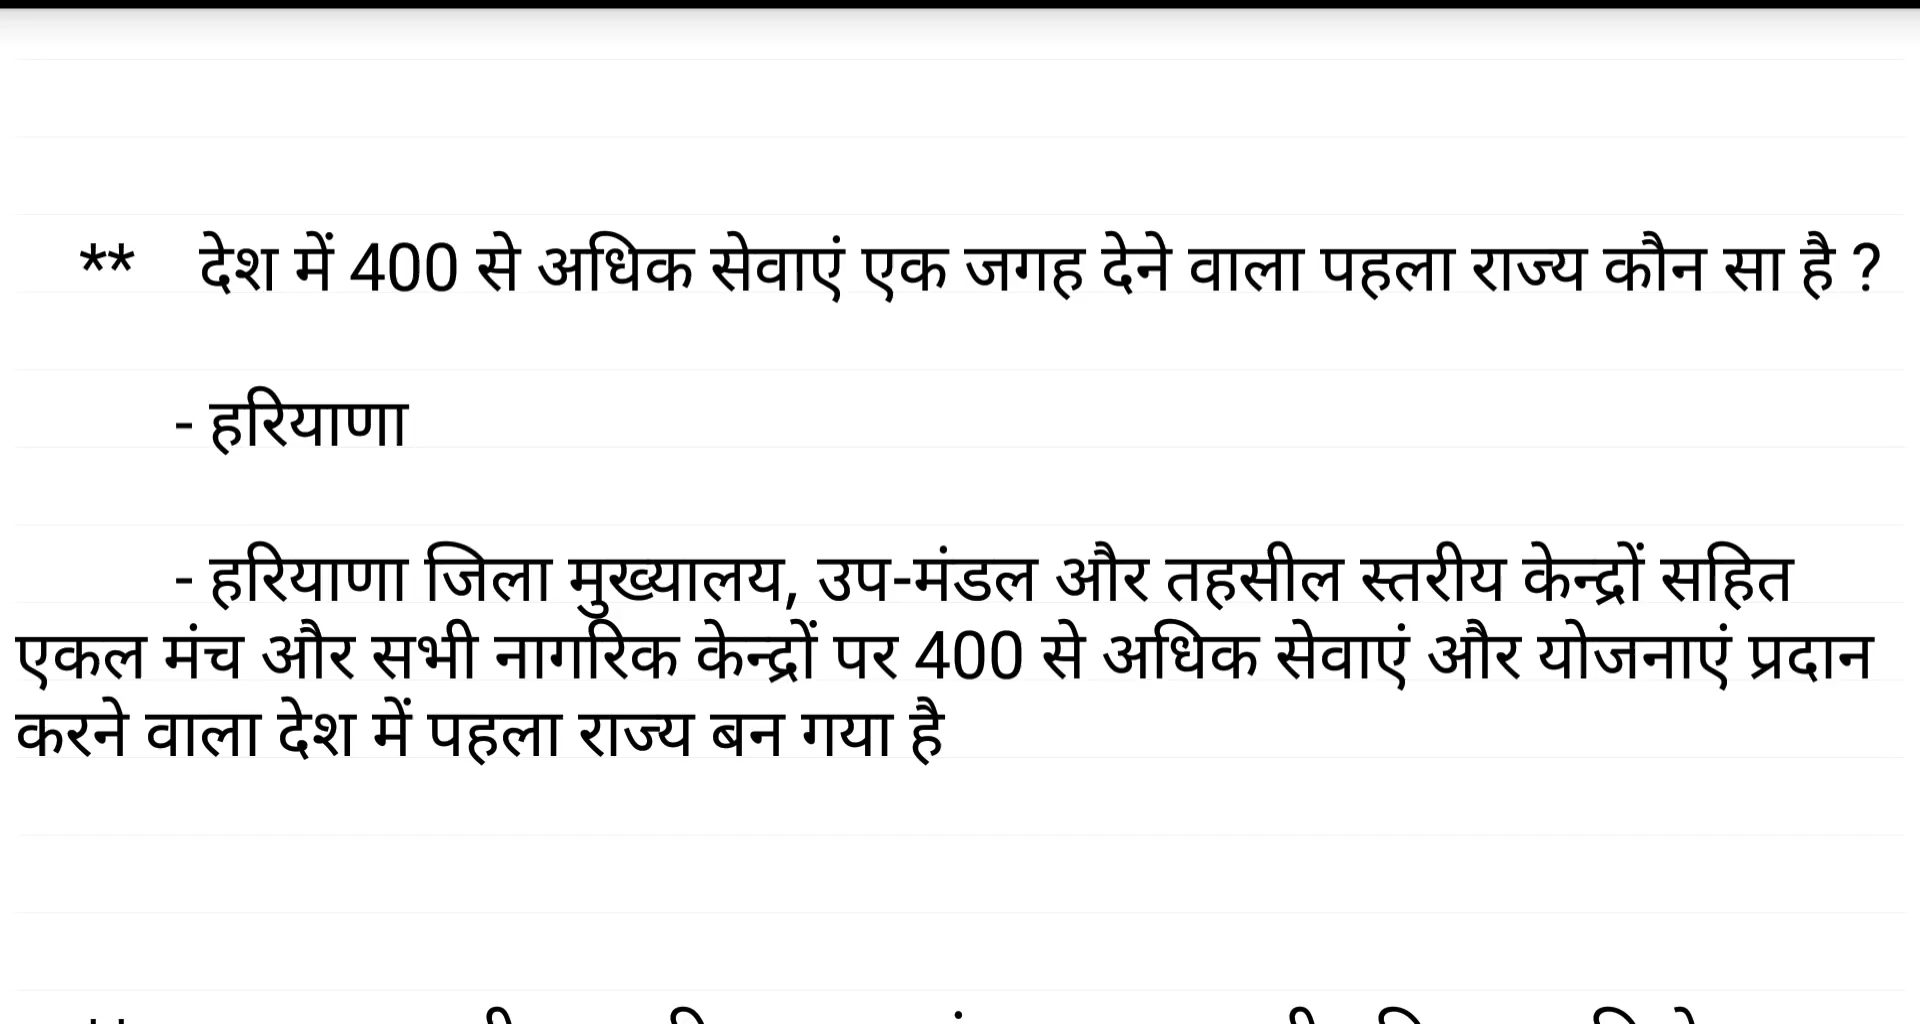 ** देश में 400 से अधिक सेवाएं एक जगह देने वाला पहला राज्य कौन सा है ?
- हरियाणा
- हरियाणा जिला मुख्यालय, उप-मंडल और तहसील स्तरीय केन्द्रों सहित
एकल मंच और सभी नागरिक केन्द्रों पर 400 से अधिक सेवाएं और योजनाएं प्रदान
करने वाला देश में पहला राज्य बन गया है